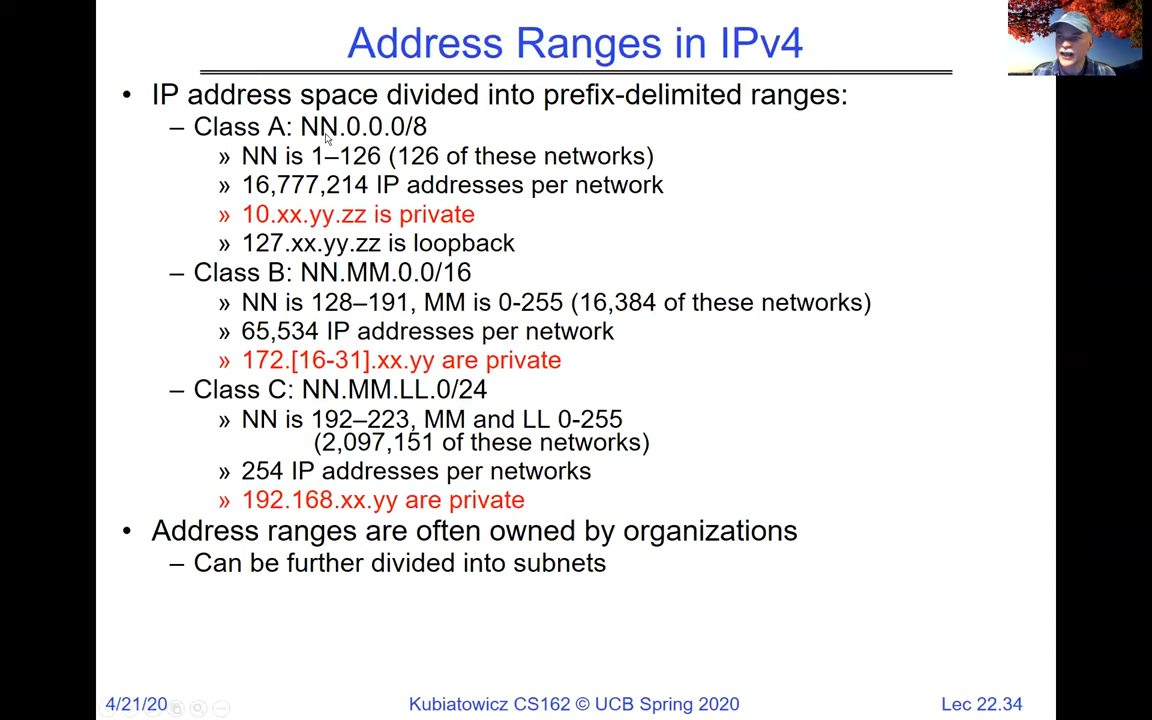 Address Ranges in IPv4
• IP address space divided into prefix-delimited ranges:
– Class A: NN.0.0.0/8
» NN is 1–126 (126 of these networks)
» 16,777,214 IP addresses per network
» 10.xx.yy.zz is private
» 127.xx.yy.zz is loopback
– Class B: NN.MM.0.0/16
» NN is 128–191, MM is 0-255 (16,384 of these networks)
» 65,534 IP addresses per network
» 172.[16-31].xx.yy are private
– Class C: NN.MM.LL.0/24
» NN is 192–223, MM and LL 0-255
(2,097,151 of these networks)
» 254 IP addresses per networks
» 192.168.xx.yy are private
• Address ranges are often owned by organizations
– Can be further divided into subnets
4/21/20 Kubiatowicz CS162 © UCB Spring 2020 Lec 22.34